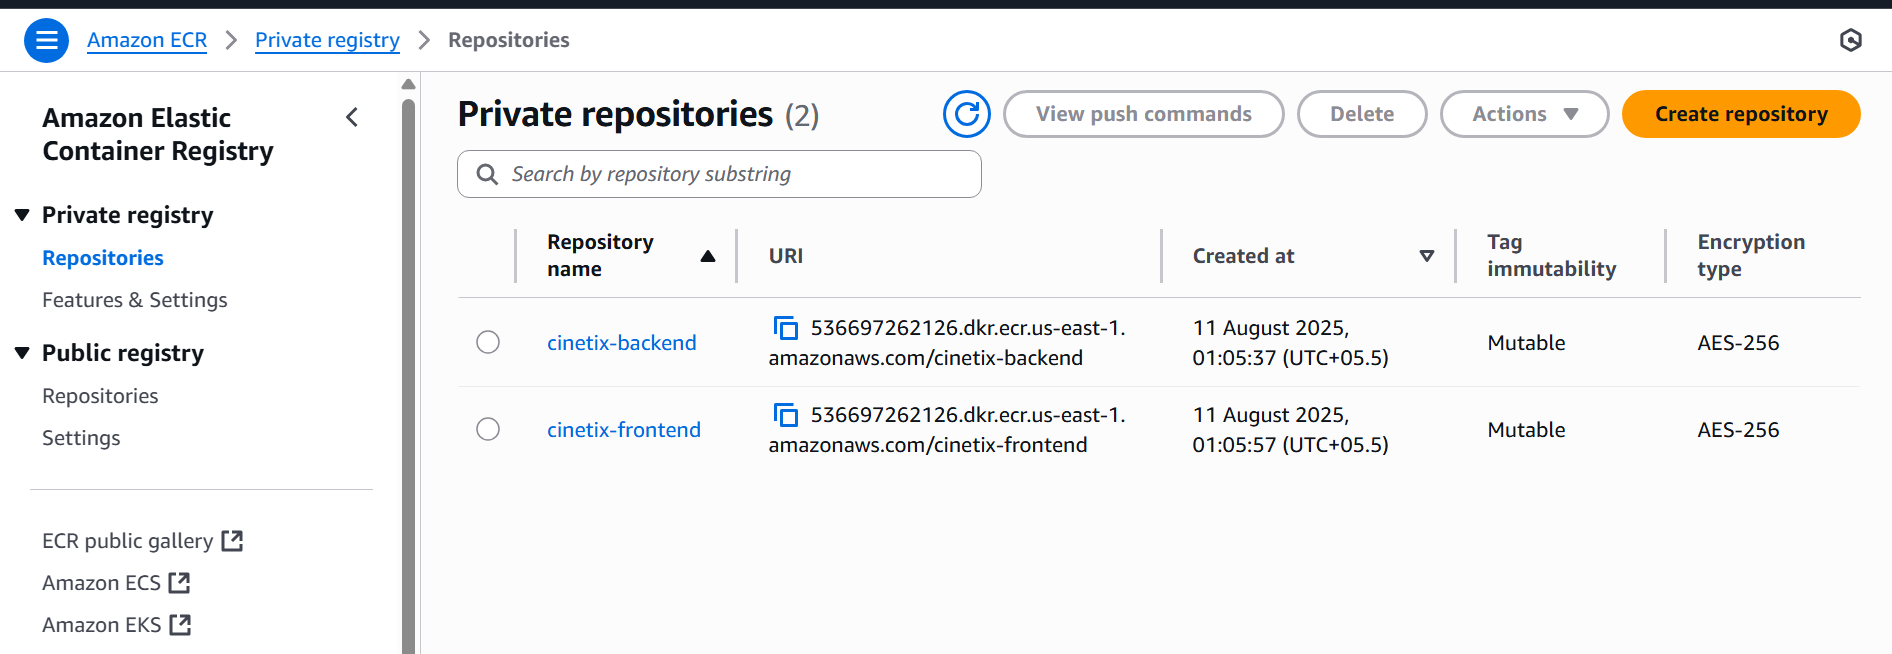 Amazon ECR > Private registry > Repositories
Amazon Elastic
Container Registry
Private registry
Repositories
Features & Settings
Public registry
Repositories
Settings
ECR public gallery
Amazon ECS
Amazon EKS
Private repositories (2)
View push commands
Delete
Actions
Create repository
Search by repository substring
Repository
name
URI
Created at
Tag
immutability
Encryption
type
cinetix-backend
536697262126.dkr.ecr.us-east-1.
amazonaws.com/cinetix-backend
11 August 2025,
01:05:37 (UTC+05.5)
Mutable
AES-256
cinetix-frontend
536697262126.dkr.ecr.us-east-1.
amazonaws.com/cinetix-frontend
11 August 2025,
01:05:57 (UTC+05.5)
Mutable
AES-256